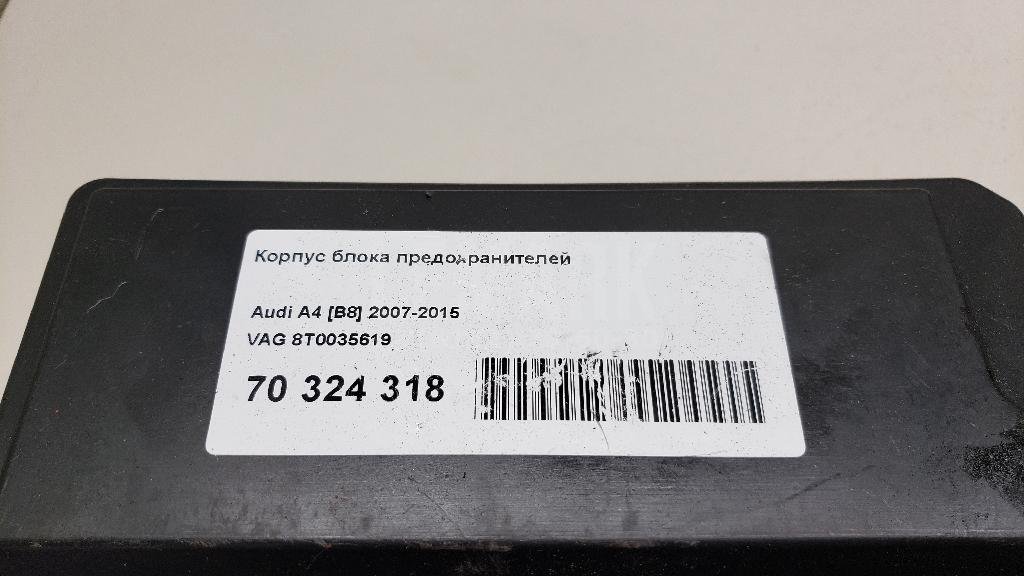 Корпус блока предохранителей
Audi A4 [B8] 2007-2015
VAG 8T0035619
70 324 318